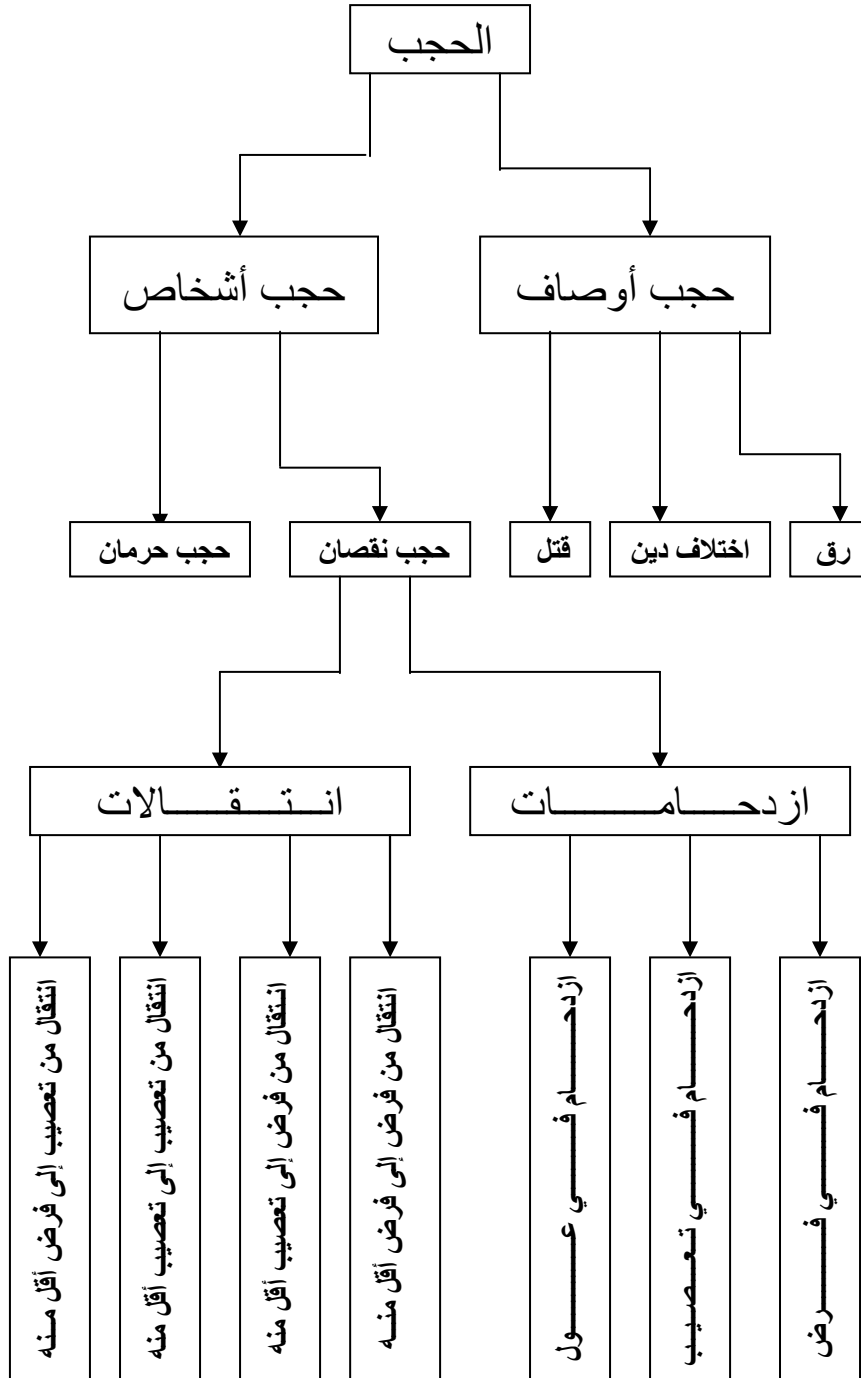 الحجب
حجب أوصاف
حجب أشخاص
رق
اختلاف دين
قتل
حجب نقصان
حجب حرمان
ازدحامات
انتقالات
ازدحام في فرض
ازدحام في تعصيب
ازدحام في عول
انتقال من فرض إلى فرض أقل منه
انتقال من فرض إلى تعصيب أقل منه
انتقال من تعصيب إلى تعصيب أقل منه
انتقال من تعصيب إلى فرض أقل منه